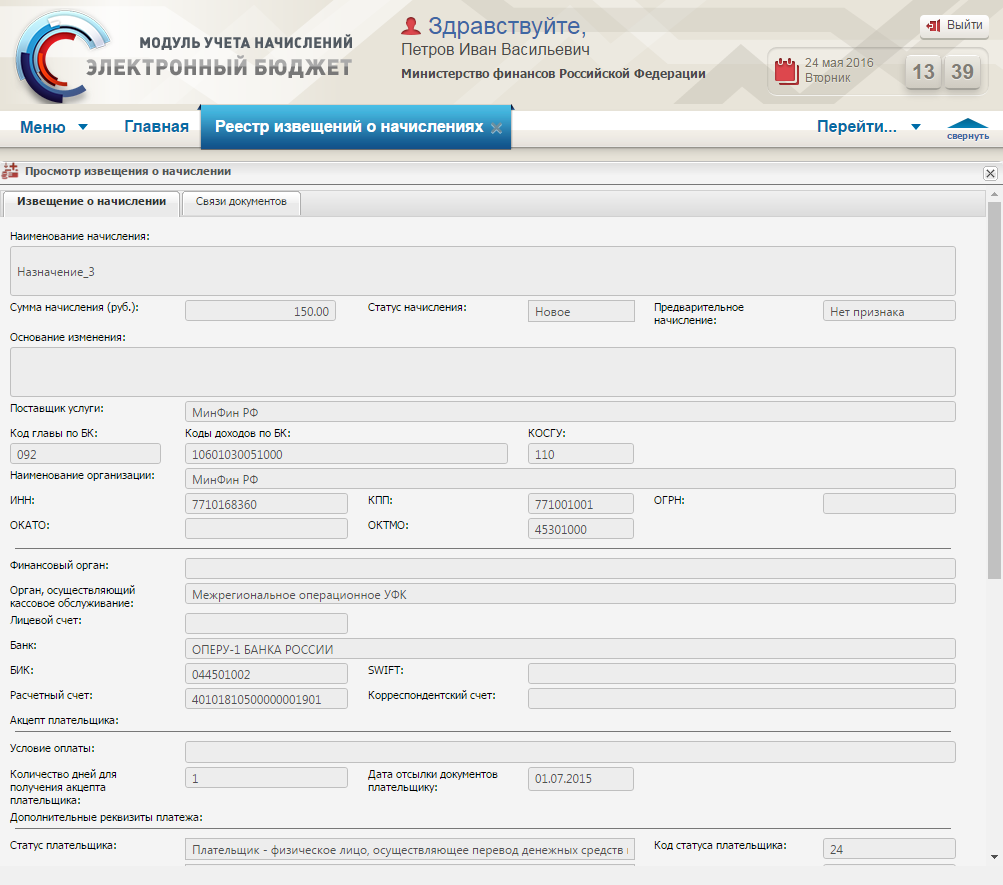 МОДУЛЬ УЧЕТА НАЧИСЛЕНИЙ
ЭЛЕКТРОННЫЙ БЮДЖЕТ
Здравствуйте,
Петров Иван Васильевич
Министерство финансов Российской Федерации
Выйти
24 мая 2016
Вторник
13 39
Меню
Главная
Реестр извещений о начислениях
Перейти...
свернуть
Просмотр извещения о начислении
Извещение о начислении
Связи документов
Наименование начисления:
Назначение_3
Сумма начисления (руб.): 150.00 Статус начисления: Новое Предварительное начисление: Нет признака
Основание изменения:
Поставщик услуги: МинФин РФ
Код главы по БК: Коды доходов по БК: КОСГУ:
092 10601030051000 110
Наименование организации: МинФин РФ
ИНН: 7710168360 КПП: 771001001 ОГРН:
ОКАТО: ОКТМО: 45301000
Финансовый орган:
Орган, осуществляющий кассовое обслуживание: Межрегиональное операционное УФК
Лицевой счет:
Банк: ОПЕРУ-1 БАНКА РОССИИ
БИК: 044501002 SWIFT:
Расчетный счет: 40101810500000001901 Корреспондентский счет:
Акцепт плательщика:
Условие оплаты:
Количество дней для получения акцепта плательщика: 1 Дата отсылки документов плательщику: 01.07.2015
Дополнительные реквизиты платежа:
Статус плательщика: Плательщик - физическое лицо, осуществляющее перевод денежных средств Код статуса плательщика: 24